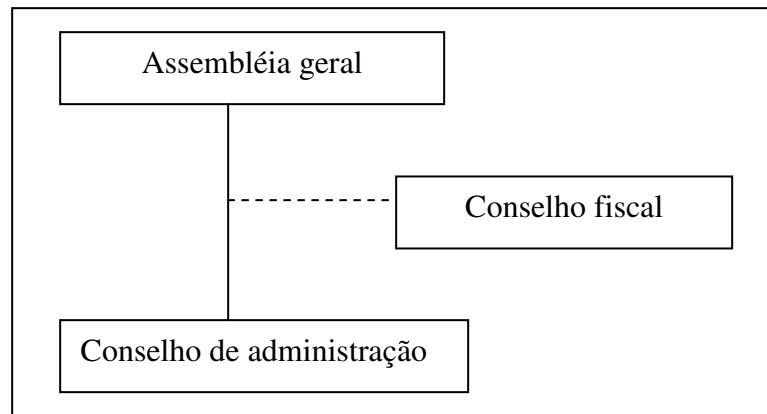 Assembléia geral
Conselho fiscal
Conselho de administração